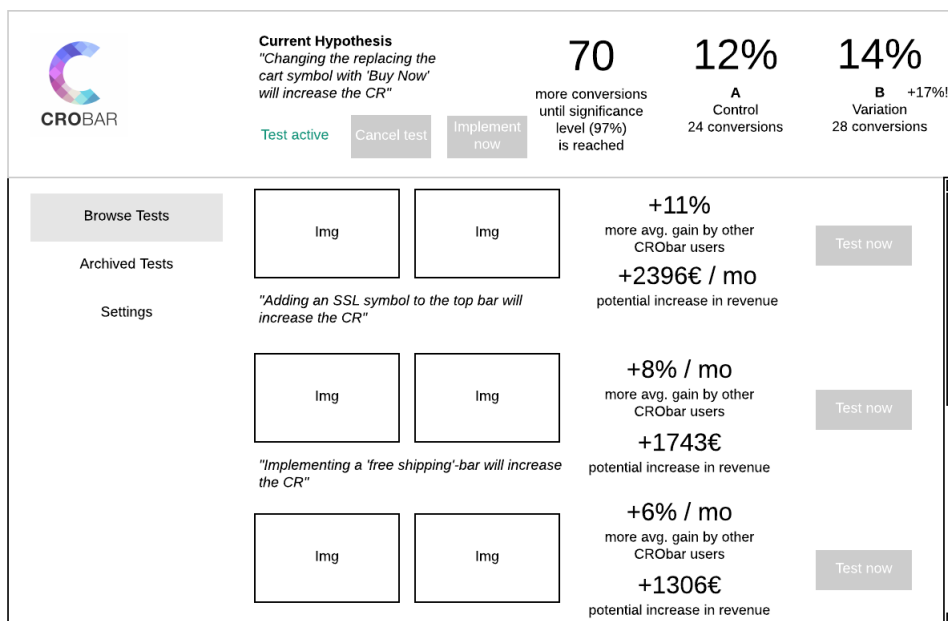 CROBAR
Current Hypothesis
"Changing the replacing the
cart symbol with 'Buy Now'
will increase the CR"
Test active
Cancel test
Implement
now
70
more conversions
until significance
level (97%)
is reached
12%
A
Control
24 conversions
14%
B +17%!
Variation
28 conversions
Browse Tests
Archived Tests
Settings
Img
Img
"Adding an SSL symbol to the top bar will
increase the CR"
+11%
more avg. gain by other
CRObar users
+2396€ / mo
potential increase in revenue
Test now
Img
Img
"Implementing a 'free shipping'-bar will increase
the CR"
+8% / mo
more avg. gain by other
CRObar users
+1743€
potential increase in revenue
Test now
Img
Img
+6% / mo
more avg. gain by other
CRObar users
+1306€
potential increase in revenue
Test now